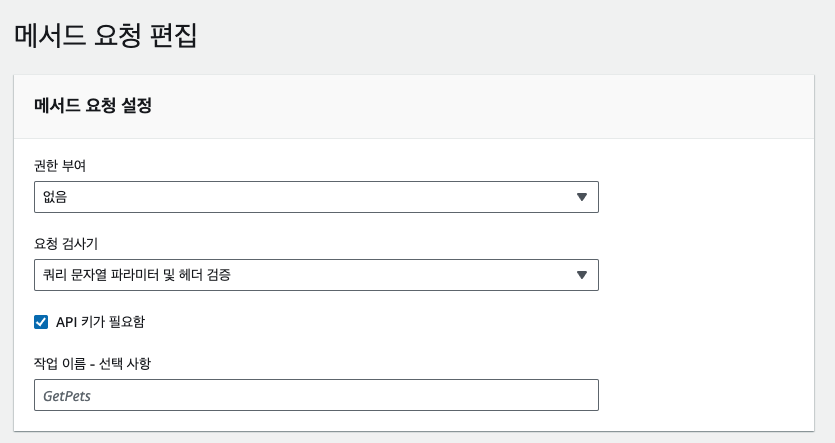 메서드 요청 편집
메서드 요청 설정
권한 부여
없음
요청 검사기
쿼리 문자열 파라미터 및 헤더 검증
API 키가 필요함
작업 이름 - 선택 사항
GetPets